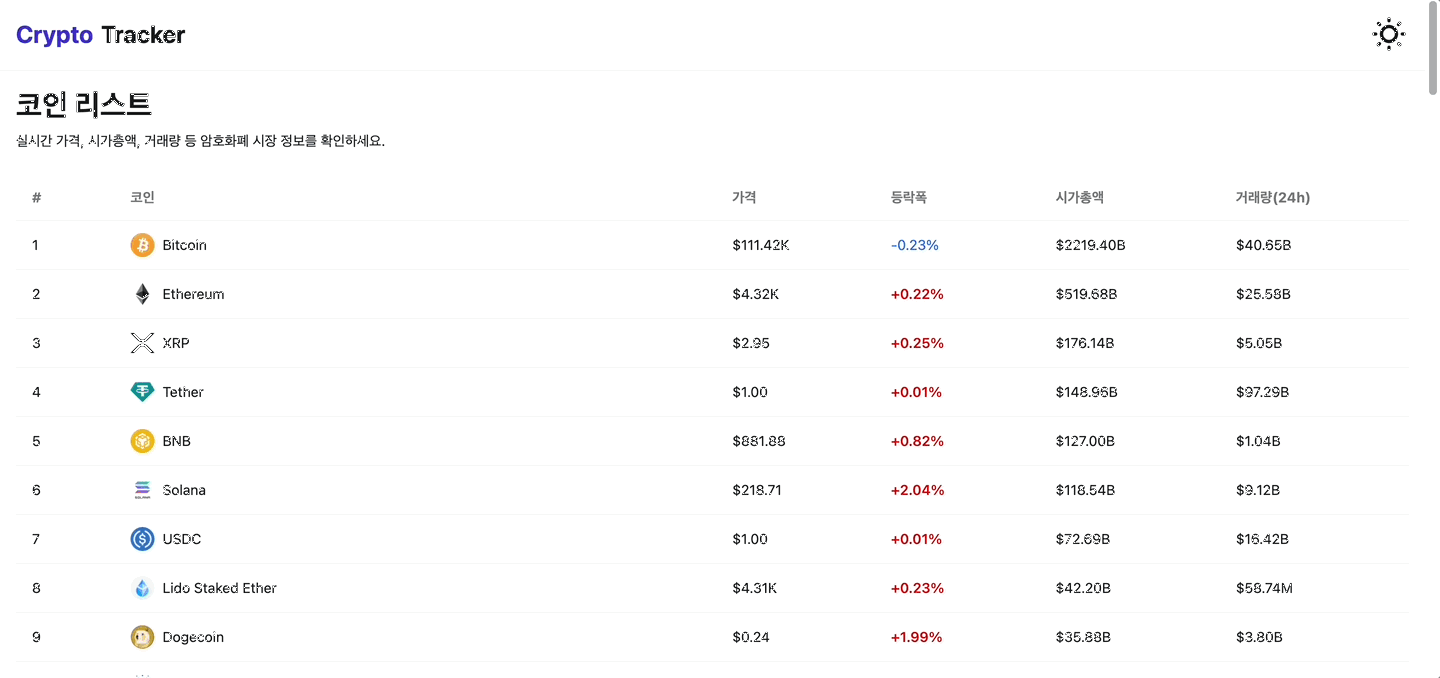 Crypto Tracker
코인 리스트
실시간 가격, 시가총액, 거래량 등 암호화폐 시장 정보를 확인하세요.
# 코인 가격 등락폭 시가총액 거래량(24h)
1 Bitcoin $111.42K -0.23% $2219.40B $40.65B
2 Ethereum $4.32K +0.22% $519.68B $25.58B
3 XRP $2.95 +0.25% $176.14B $5.05B
4 Tether $1.00 +0.01% $148.96B $97.29B
5 BNB $881.88 +0.82% $127.00B $1.04B
6 Solana $218.71 +2.04% $118.54B $9.12B
7 USDC $1.00 +0.01% $72.69B $16.42B
8 Lido Staked Ether $4.31K +0.23% $42.20B $58.74M
9 Dogecoin $0.24 +1.99% $35.88B $3.80B